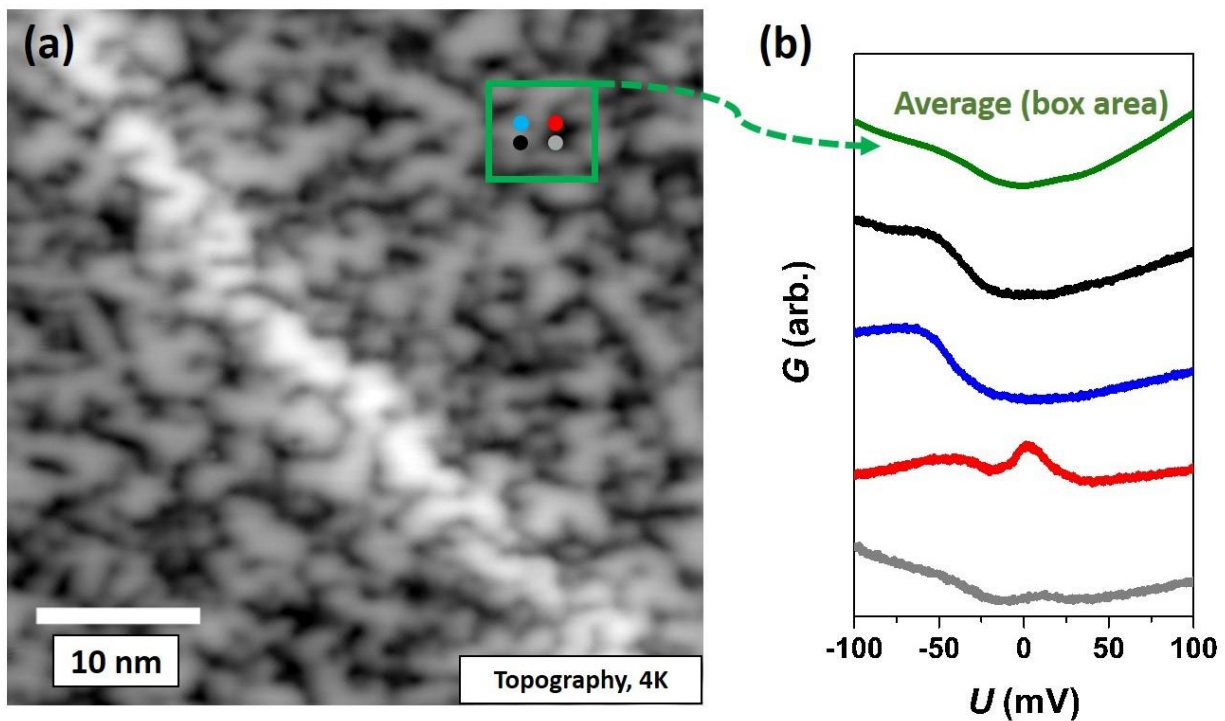 (a)
10 nm
Topography, 4K
(b)
Average (box area)
G (arb.)
-100 -50 0 50 100
U (mV)